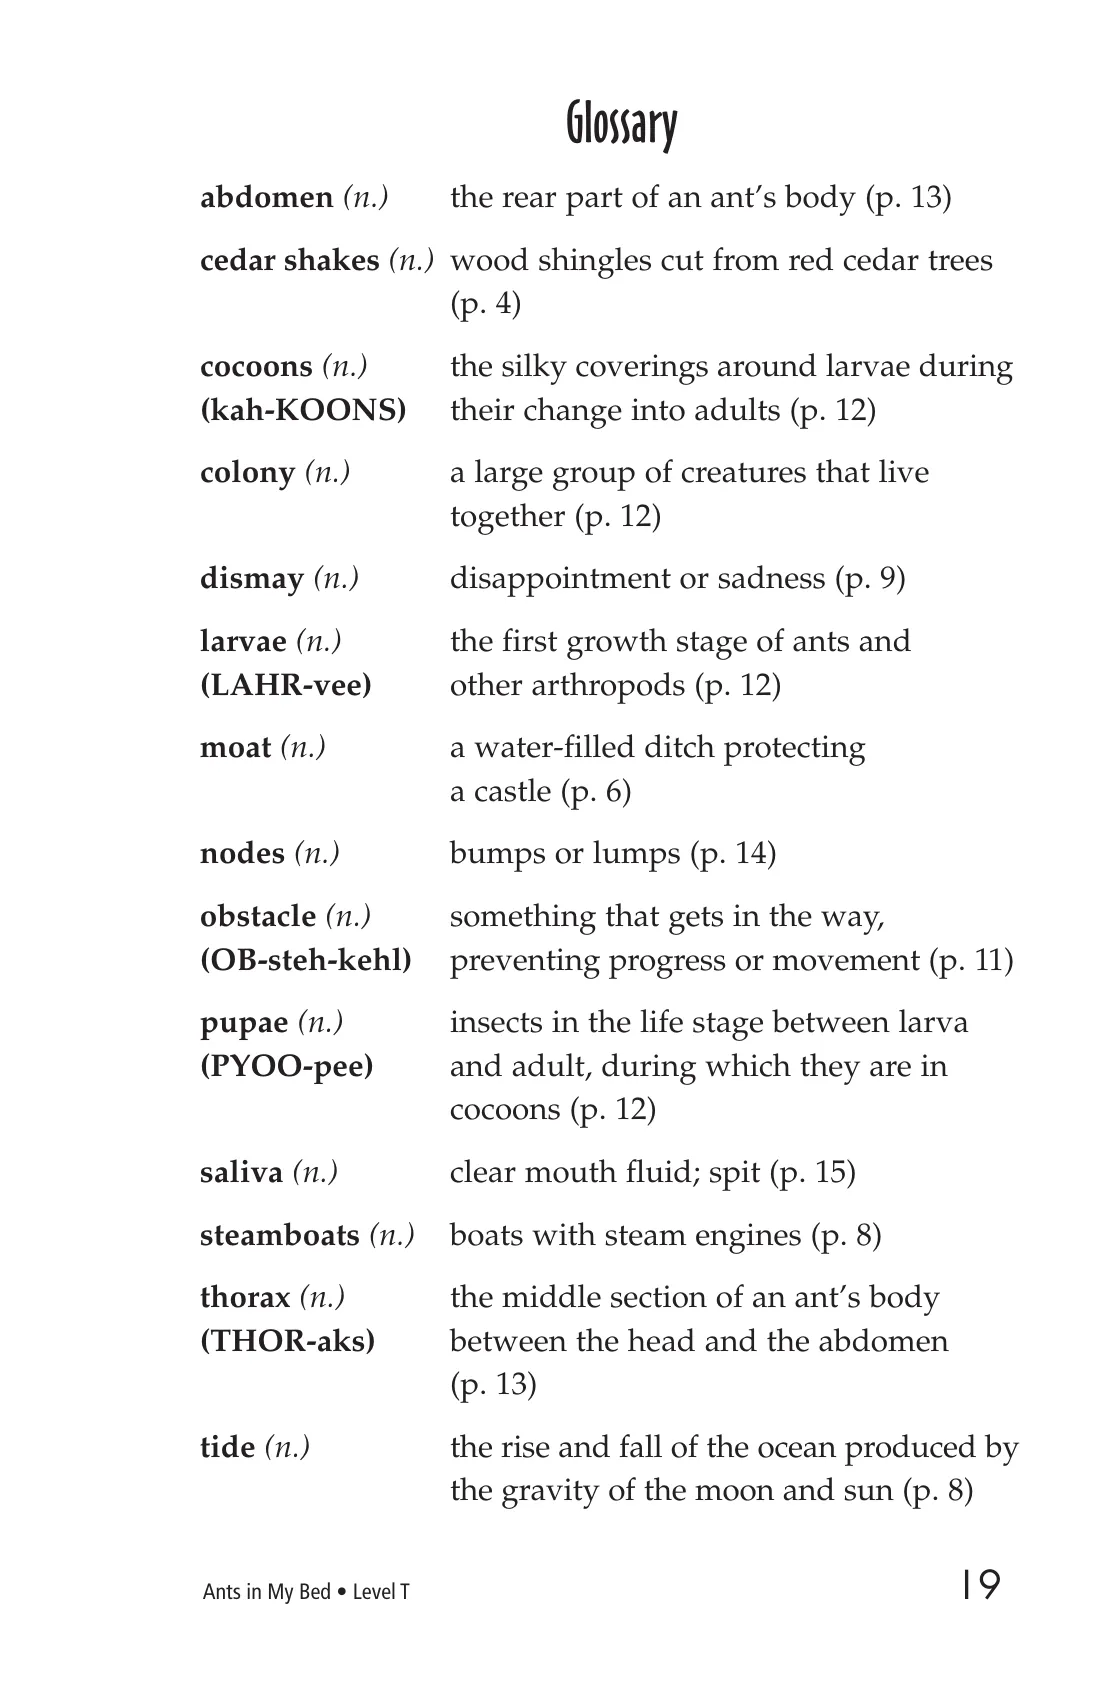 Glossary
abdomen (n.) the rear part of an ant’s body (p. 13)
cedar shakes (n.) wood shingles cut from red cedar trees
(p. 4)
cocoons (n.) the silky coverings around larvae during
(kah-KOONS) their change into adults (p. 12)
colony (n.) a large group of creatures that live
together (p. 12)
dismay (n.) disappointment or sadness (p. 9)
larvae (n.) the first growth stage of ants and
(LAHR-vee) other arthropods (p. 12)
moat (n.) a water-filled ditch protecting
a castle (p. 6)
nodes (n.) bumps or lumps (p. 14)
obstacle (n.) something that gets in the way,
(OB-steh-kehl) preventing progress or movement (p. 11)
pupae (n.) insects in the life stage between larva
(PYOO-pee) and adult, during which they are in
cocoons (p. 12)
saliva (n.) clear mouth fluid; spit (p. 15)
steamboats (n.) boats with steam engines (p. 8)
thorax (n.) the middle section of an ant’s body
(THOR-aks) between the head and the abdomen
(p. 13)
tide (n.) the rise and fall of the ocean produced by
the gravity of the moon and sun (p. 8)
Ants in My Bed • Level T 19